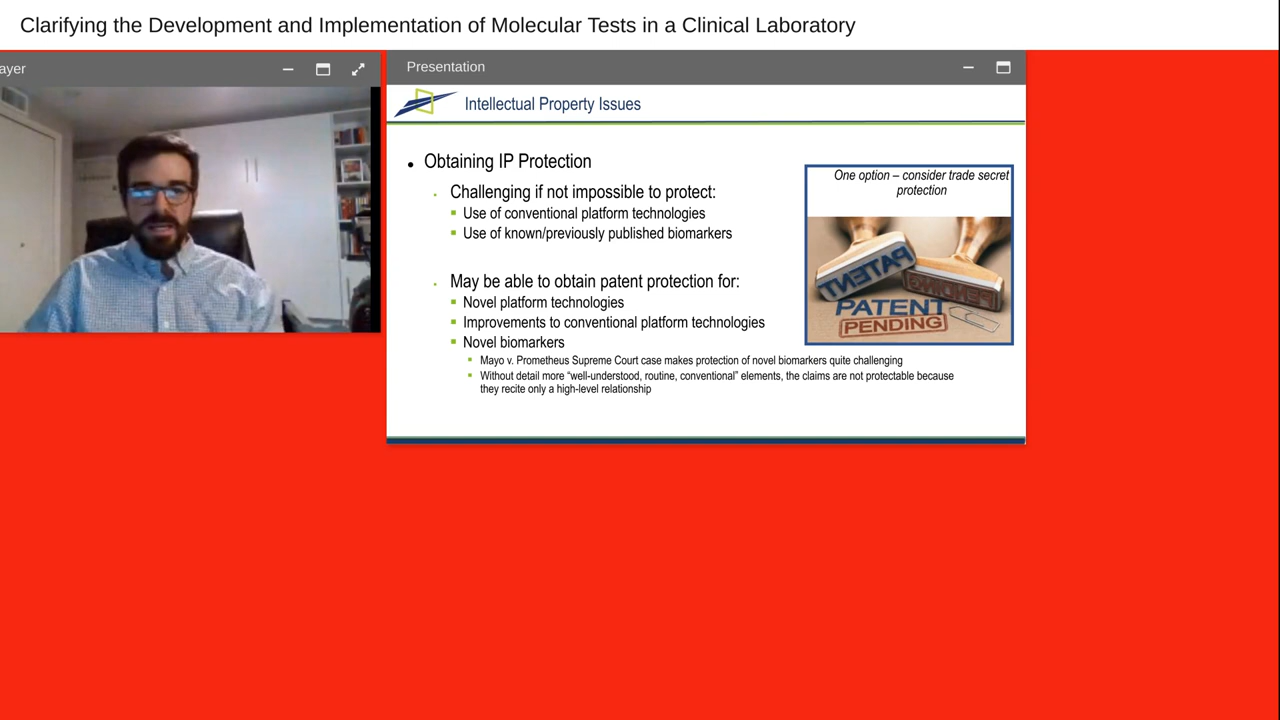 Clarifying the Development and Implementation of Molecular Tests in a Clinical Laboratory
ayer
Presentation
Intellectual Property Issues
Obtaining IP Protection
Challenging if not impossible to protect:
Use of conventional platform technologies
Use of known/previously published biomarkers
May be able to obtain patent protection for:
Novel platform technologies
Improvements to conventional platform technologies
Novel biomarkers
Mayo v. Prometheus Supreme Court case makes protection of novel biomarkers quite challenging
Without detail more “well-understood, routine, conventional” elements, the claims are not protectable because
they recite only a high-level relationship
One option – consider trade secret
protection
PATENT
PENDING
PATENT
PENDING